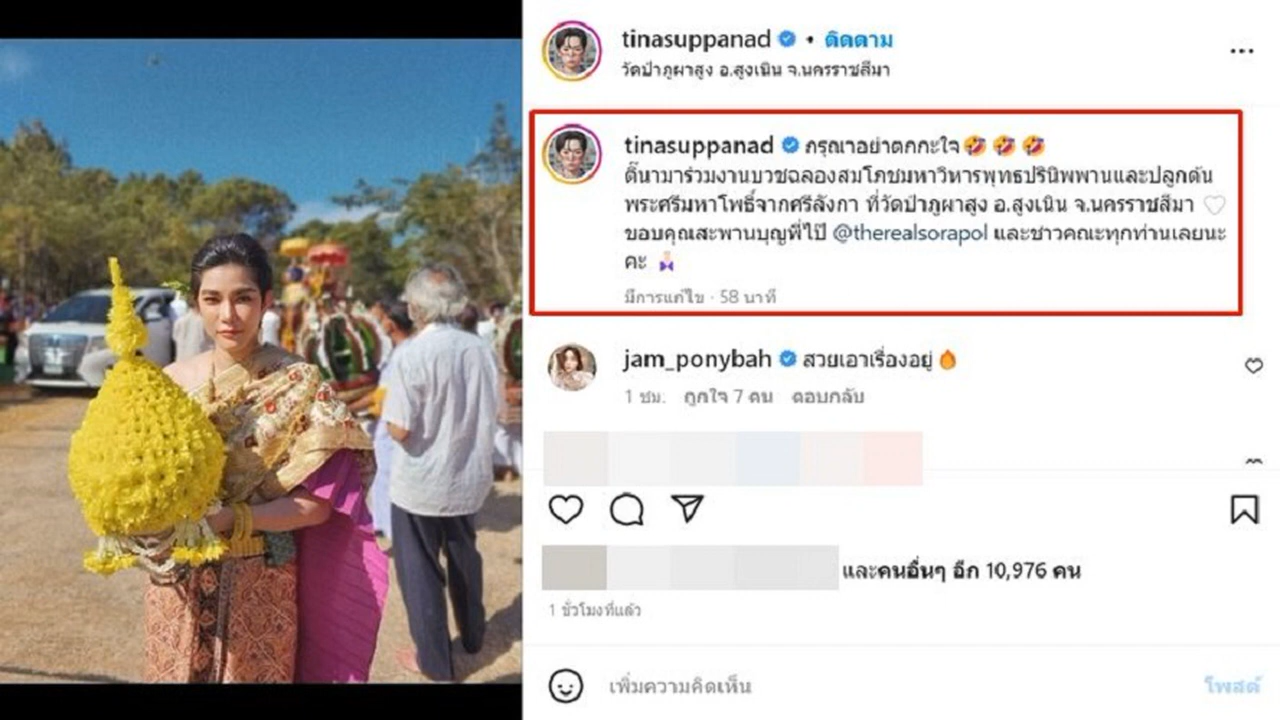 tinasuppanad • ติดตาม
วัดป่าภูผาสูง อ.สูงเนิน จ.นครราชสีมา
tinasuppanad กรุณาอย่าตกกะใจ🤣🤣🤣
ติ๊นามาร่วมงานบวชฉลองสมโภชมหาวิหารพุทธปรินิพพานและปลูกต้น
พระศรีมหาโพธิ์จากศรีลังกา ที่วัดป่าภูผาสูง อ.สูงเนิน จ.นครราชสีมา 🤍
ขอบคุณสะพานบุญพี่ไป๊ @therealsorapol และชาวคณะทุกท่านเลยนะ
คะ
มีการแก้ไข · 58 นาที
jam_ponybah สวยเอาเรื่องอยู่🔥
1 ชม. ถูกใจ 7 คน ตอบกลับ
และคนอื่นๆ อีก 10,976 คน
1 ชั่วโมงที่แล้ว
เพิ่มความคิดเห็น
โพสต์